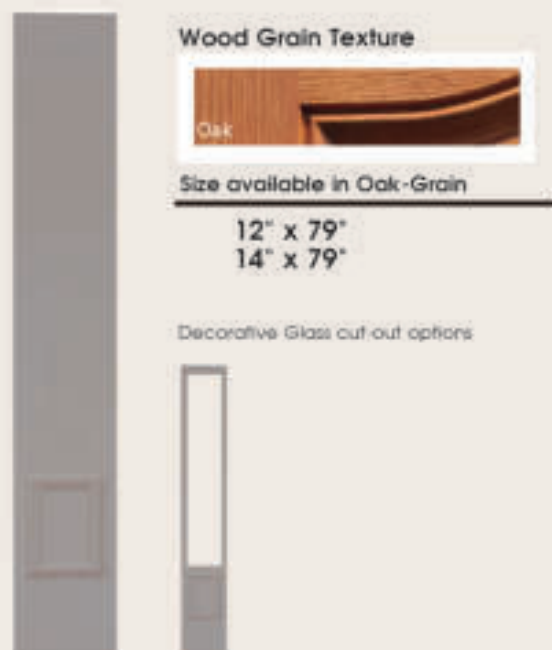 Wood Grain Texture
Oak
Size available in Oak-Grain
12" x 79"
14" x 79"
Decorative Glass cut out options